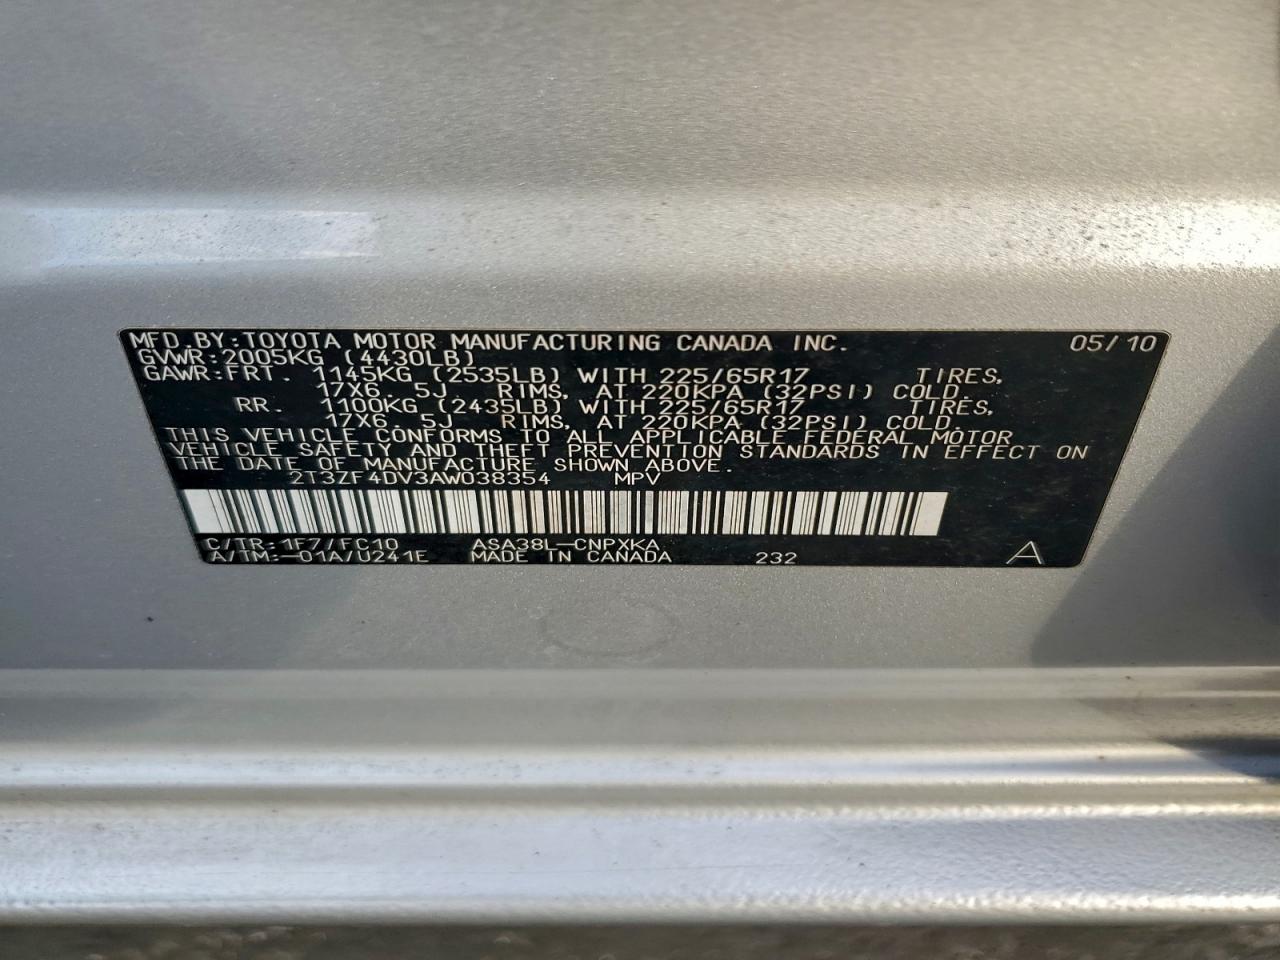 MFD.BY:TOYOTA MOTOR MANUFACTURING CANADA INC. 05/10
GVWR:2005KG (4430LB)
GAWR:FRT. 1145KG (2535LB) WITH 225/65R17 TIRES,
17X6.5J RIMS, AT 220KPA (32PSI) COLD.
RR. 1100KG (2435LB) WITH 225/65R17 TIRES,
17X6.5J RIMS, AT 220KPA (32PSI) COLD.
THIS VEHICLE CONFORMS TO ALL APPLICABLE FEDERAL MOTOR
VEHICLE SAFETY AND THEFT PREVENTION STANDARDS IN EFFECT ON
THE DATE OF MANUFACTURE SHOWN ABOVE.
2T3ZF4DV3AW038354 MPV
C/TR:1F7/FC10 ASA38L-CNPXKA
A/TM:-01A/U241E MADE IN CANADA 232 A